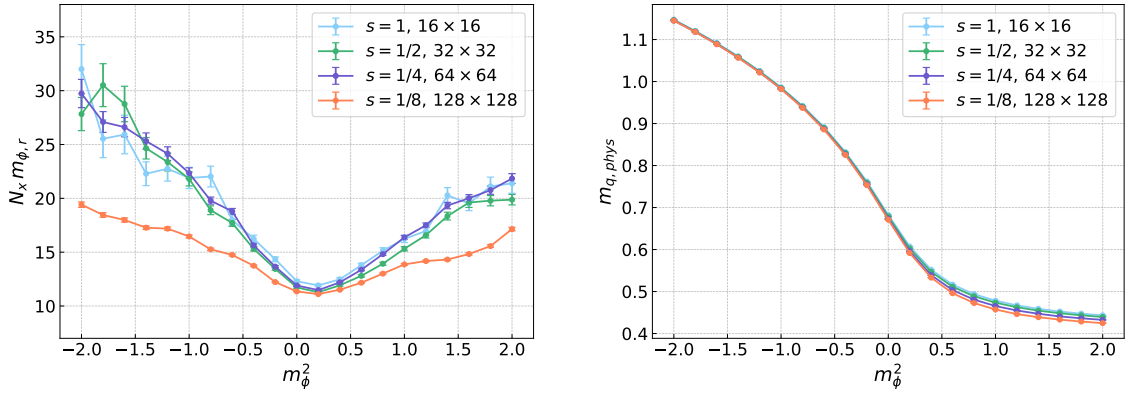 35
30
25
20
15
10
N_x m_{ϕ,r}
s = 1, 16 × 16
s = 1/2, 32 × 32
s = 1/4, 64 × 64
s = 1/8, 128 × 128
−2.0 −1.5 −1.0 −0.5 0.0 0.5 1.0 1.5 2.0
m_ϕ^2
1.1
1.0
0.9
0.8
0.7
0.6
0.5
0.4
m_{q,phys}
s = 1, 16 × 16
s = 1/2, 32 × 32
s = 1/4, 64 × 64
s = 1/8, 128 × 128
−2.0 −1.5 −1.0 −0.5 0.0 0.5 1.0 1.5 2.0
m_ϕ^2